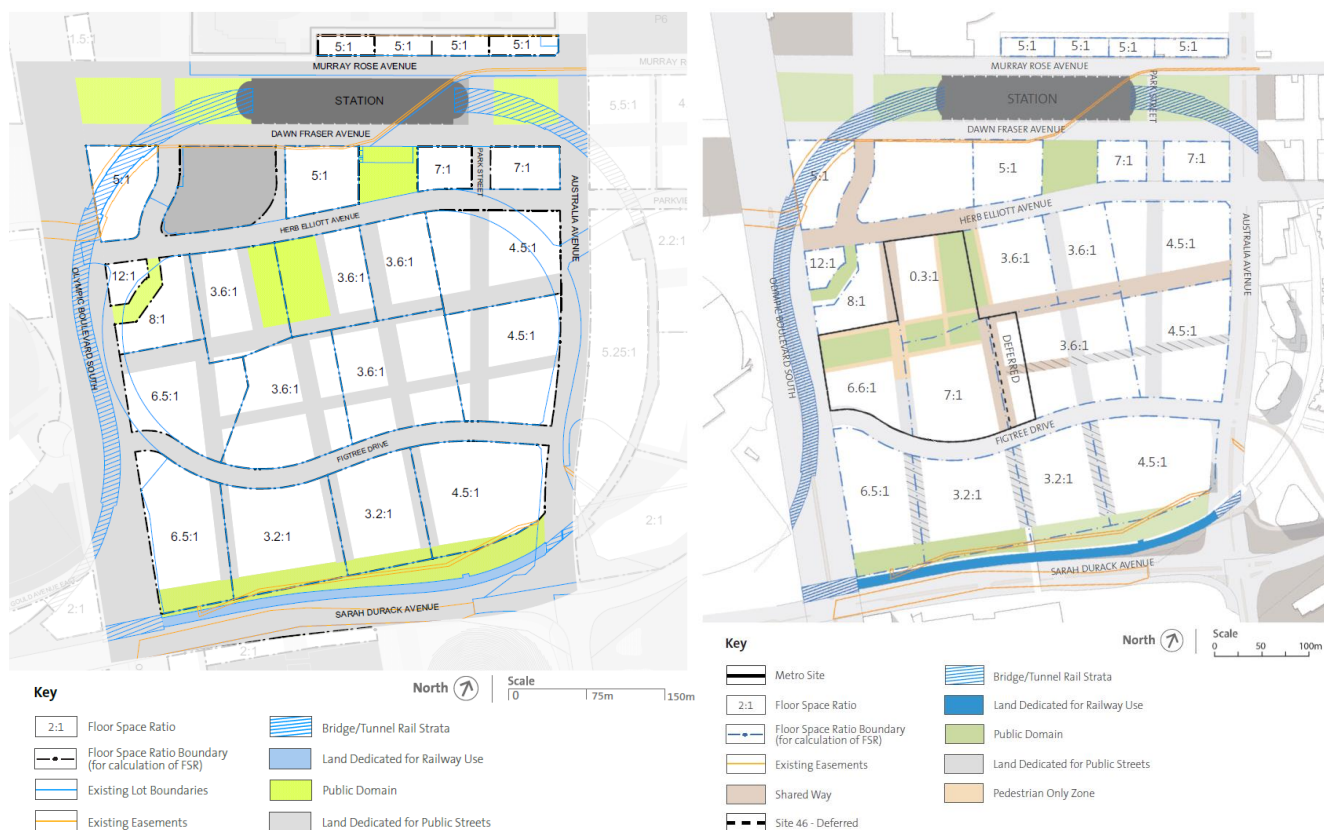 1.5:1
P6
5:1
5:1
5:1
5:1
MURRAY ROSE AVENUE
MURRAY R
STATION
5.5:1
4
DAWN FRASER AVENUE
5:1
5:1
7:1
PARK STREET
7:1
AUSTRALIA AVENUE
PARKVIE
HERB ELLIOTT AVENUE
2.2:1
12:1
8:1
3.6:1
3.6:1
3.6:1
4.5:1
OLYMPIC BOULEVARD SOUTH
4.5:1
5.25:1
6.5:1
3.6:1
3.6:1
FIGTREE DRIVE
6.5:1
3.2:1
3.2:1
4.5:1
2:1
GOULD AVENUE EAST
2:1
SARAH DURACK AVENUE
2:1
Key
North
Scale
0
75m
150m
2:1
Floor Space Ratio
Floor Space Ratio Boundary
(for calculation of FSR)
Existing Lot Boundaries
Existing Easements
Bridge/Tunnel Rail Strata
Land Dedicated for Railway Use
Public Domain
Land Dedicated for Public Streets
5:1
5:1
5:1
5:1
MURRAY ROSE AVENUE
STATION
PARK STREET
DAWN FRASER AVENUE
5:1
5:1
7:1
7:1
HERB ELLIOTT AVENUE
AUSTRALIA AVENUE
12:1
8:1
0.3:1
3.6:1
3.6:1
4.5:1
OLYMPIC BOULEVARD SOUTH
DEFERRED
3.6:1
4.5:1
6.6:1
7:1
FIGTREE DRIVE
6.5:1
3.2:1
3.2:1
4.5:1
SARAH DURACK AVENUE
Key
North
Scale
0
50
100m
Metro Site
2:1
Floor Space Ratio
Floor Space Ratio Boundary
(for calculation of FSR)
Existing Easements
Shared Way
Site 46 - Deferred
Bridge/Tunnel Rail Strata
Land Dedicated for Railway Use
Public Domain
Land Dedicated for Public Streets
Pedestrian Only Zone